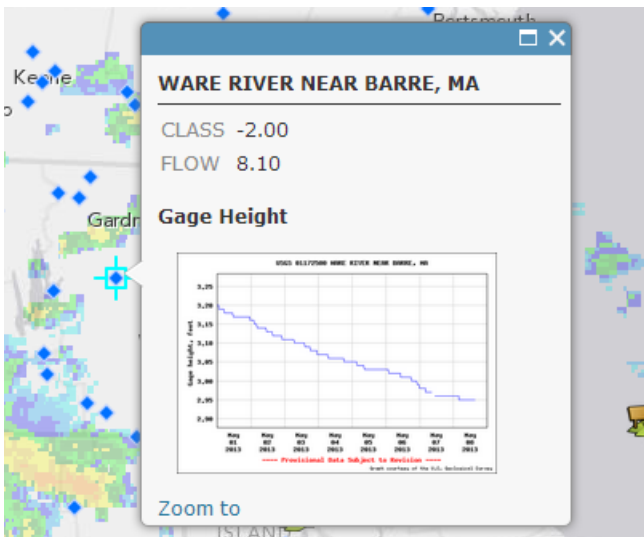 Portsmouth
Keene
WARE RIVER NEAR BARRE, MA
CLASS -2.00
FLOW 8.10
Gage Height
Gardn
USGS 01172500 WARE RIVER NEAR BARRE, MA
Gage height, feet
3.25
3.20
3.15
3.10
3.05
3.00
2.95
2.90
May May May May May May May May
01 02 03 04 05 06 07 08
2013 2013 2013 2013 2013 2013 2013 2013
---- Provisional Data Subject to Revision ----
Graph courtesy of the U.S. Geological Survey
Zoom to
ISLAND